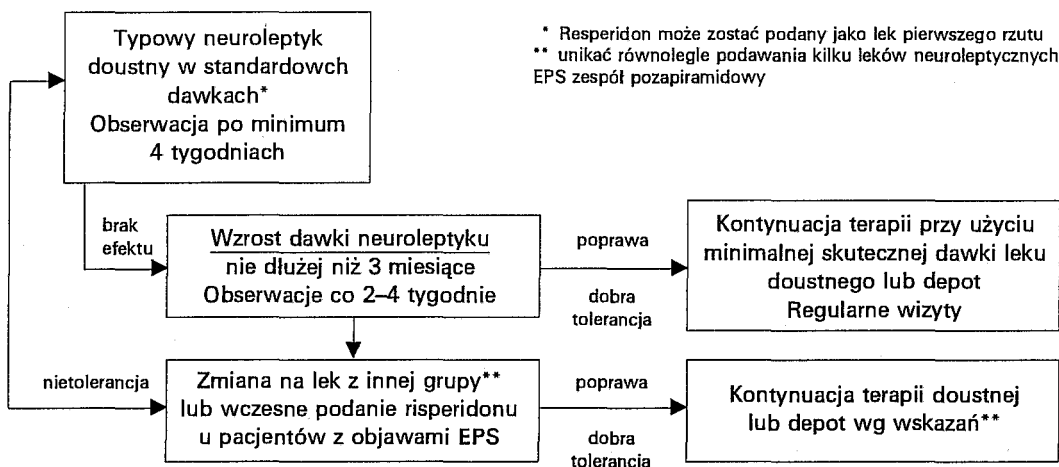 Typowy neuroleptyk
doustny w standardowch
dawkach*
Obserwacja po minimum
4 tygodniach
* Resperidon może zostać podany jako lek pierwszego rzutu
** unikać równolegle podawania kilku leków neuroleptycznych
EPS zespół pozapiramidowy
brak
efektu
Wzrost dawki neuroleptyku
nie dłużej niż 3 miesiące
Obserwacje co 2–4 tygodnie
poprawa
dobra
tolerancja
Kontynuacja terapii przy użyciu
minimalnej skutecznej dawki leku
doustnego lub depot
Regularne wizyty
nietolerancja
Zmiana na lek z innej grupy**
lub wczesne podanie risperidonu
u pacjentów z objawami EPS
poprawa
dobra
tolerancja
Kontynuacja terapii doustnej
lub depot wg wskazań**